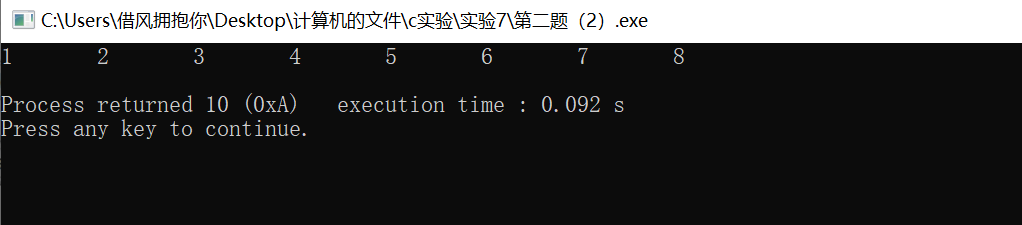 C:\Users\借风拥抱你\Desktop\计算机的文件\c实验\实验7\第二题（2）.exe
1 2 3 4 5 6 7 8
Process returned 10 (0xA) execution time : 0.092 s
Press any key to continue.